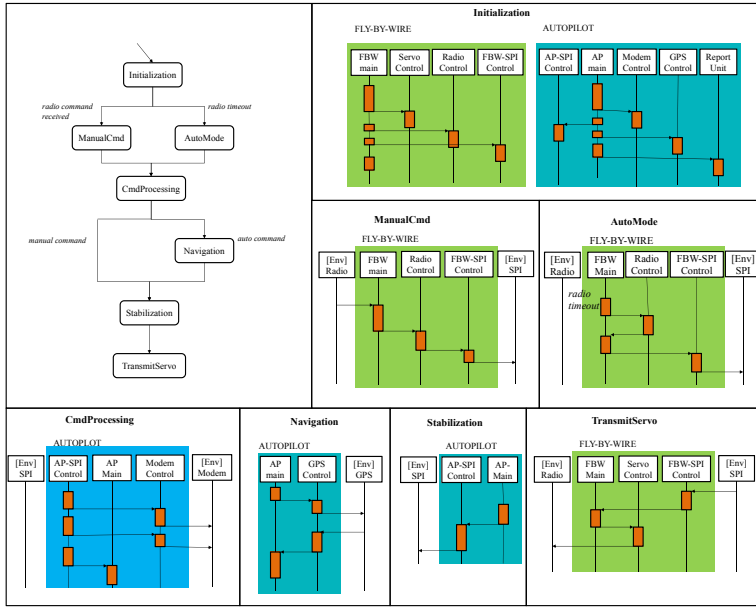 Initialization
radio command
received
radio timeout
ManualCmd
AutoMode
CmdProcessing
manual command
auto command
Navigation
Stabilization
TransmitServo
Initialization
FLY-BY-WIRE
FBW
main
Servo
Control
Radio
Control
FBW-SPI
Control
AUTOPILOT
AP-SPI
Control
AP
main
Modem
Control
GPS
Control
Report
Unit
ManualCmd
FLY-BY-WIRE
[Env]
Radio
FBW
main
Radio
Control
FBW-SPI
Control
[Env]
SPI
AutoMode
FLY-BY-WIRE
[Env]
Radio
FBW
Main
Radio
Control
FBW-SPI
Control
[Env]
SPI
radio
timeout
CmdProcessing
AUTOPLOT
[Env]
SPI
AP-SPI
Control
AP
Main
Modem
Control
[Env]
Modem
Navigation
AUTOPILOT
AP
main
GPS
Control
[Env]
GPS
Stabilization
AUTOPILOT
[Env]
SPI
AP-SPI
Control
AP-
Main
TransmitServo
FLY-BY-WIRE
[Env]
Radio
FBW
Main
Servo
Control
FBW-SPI
Control
[Env]
SPI